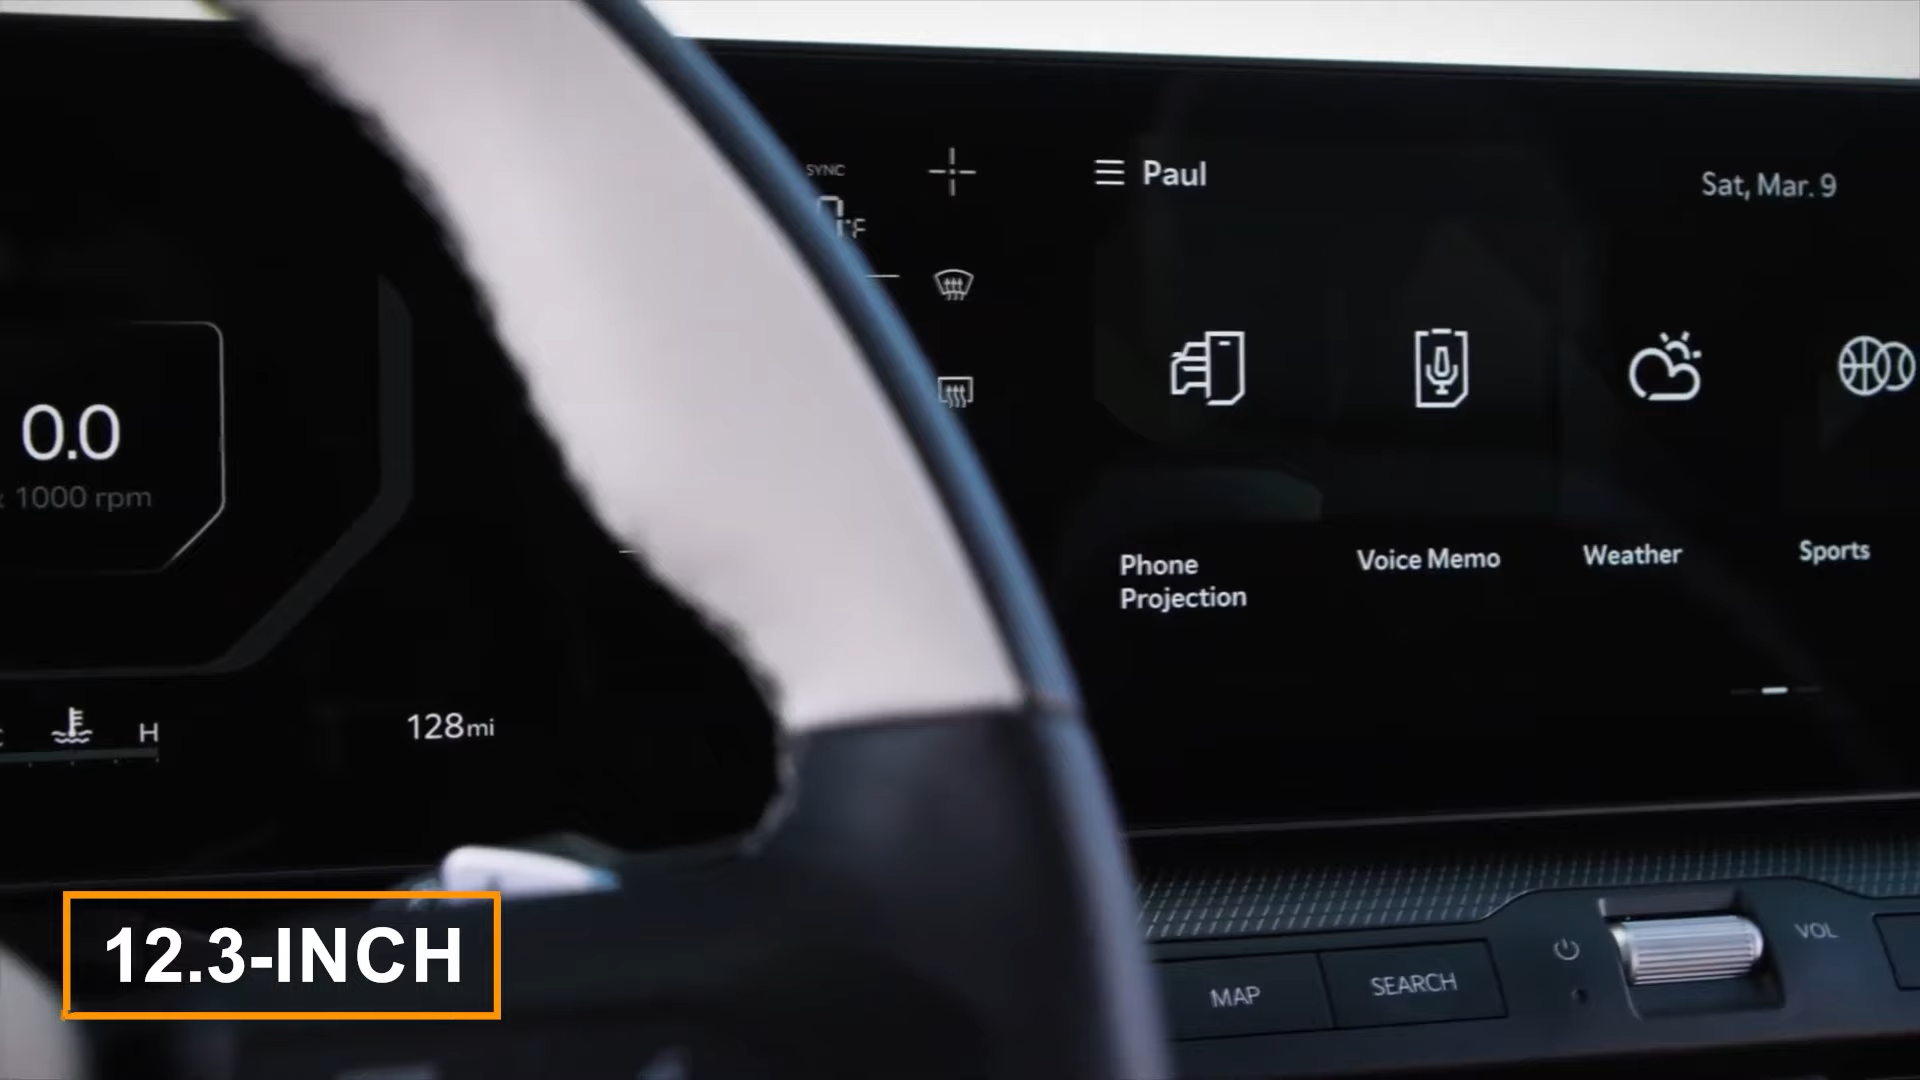 SYNC
°F
Paul
Sat, Mar. 9
0.0
1000 rpm
Phone
Projection
Voice Memo
Weather
Sports
H
128mi
12.3-INCH
VOL
MAP
SEARCH